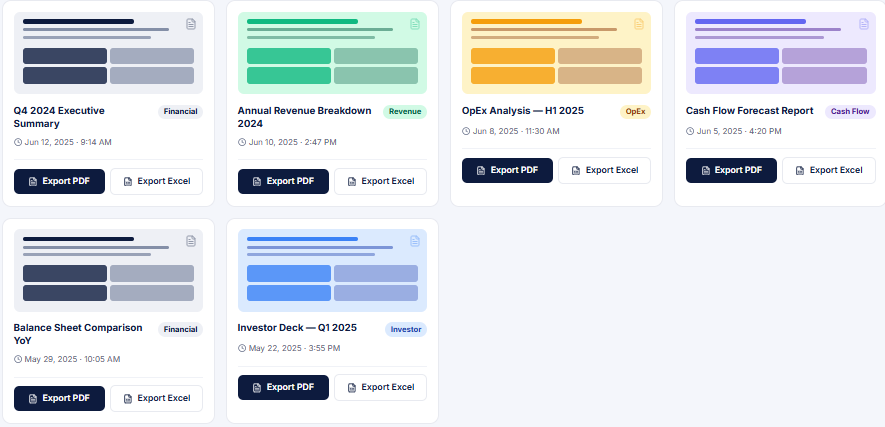 Q4 2024 Executive
Summary
Financial
Jun 12, 2025 · 9:14 AM
Export PDF
Export Excel
Annual Revenue Breakdown
2024
Revenue
Jun 10, 2025 · 2:47 PM
Export PDF
Export Excel
OpEx Analysis — H1 2025
OpEx
Jun 8, 2025 · 11:30 AM
Export PDF
Export Excel
Cash Flow Forecast Report
Cash Flow
Jun 5, 2025 · 4:20 PM
Export PDF
Export Excel
Balance Sheet Comparison
YoY
Financial
May 29, 2025 · 10:05 AM
Export PDF
Export Excel
Investor Deck — Q1 2025
Investor
May 22, 2025 · 3:55 PM
Export PDF
Export Excel